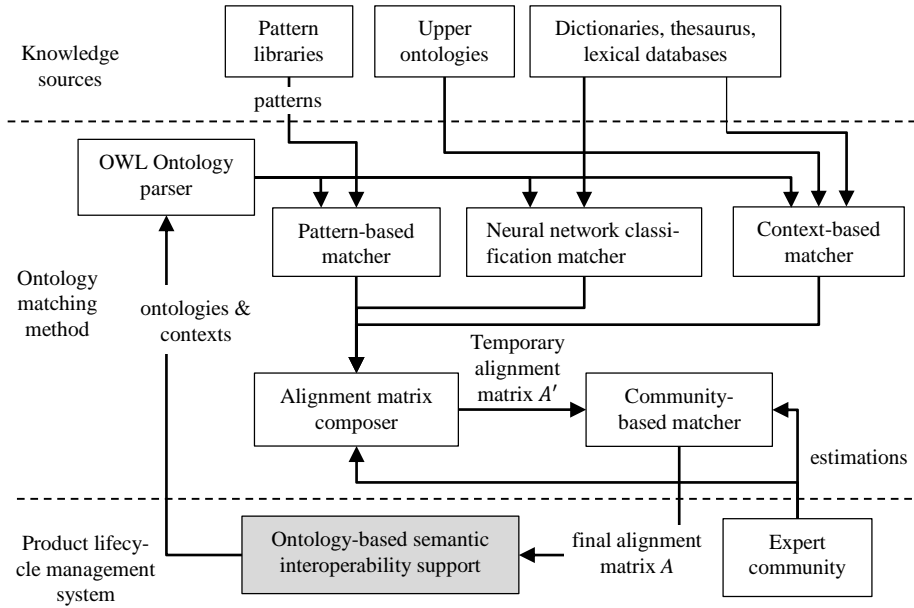 Knowledge
sources
Pattern
libraries
Upper
ontologies
Dictionaries, thesaurus,
lexical databases
patterns
OWL Ontology
parser
Pattern-based
matcher
Neural network classi-
fication matcher
Context-based
matcher
Ontology
matching
method
ontologies &
contexts
Temporary
alignment
matrix A′
Alignment matrix
composer
Community-
based matcher
estimations
Product lifecy-
cle management
system
Ontology-based semantic
interoperability support
final alignment
matrix A
Expert
community